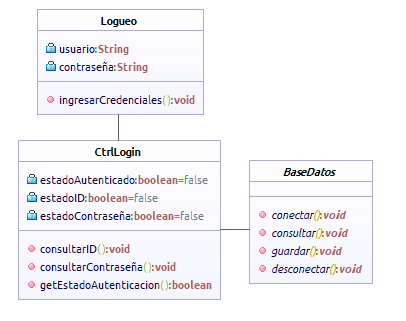 Logueo
usuario:String
contraseña:String
ingresarCredenciales():void
CtrlLogin
estadoAutenticado:boolean=false
estadoID:boolean=false
estadoContraseña:boolean=false
consultarID():void
consultarContraseña():void
getEstadoAutenticacion():boolean
BaseDatos
conectar():void
consultar():void
guardar():void
desconectar():void